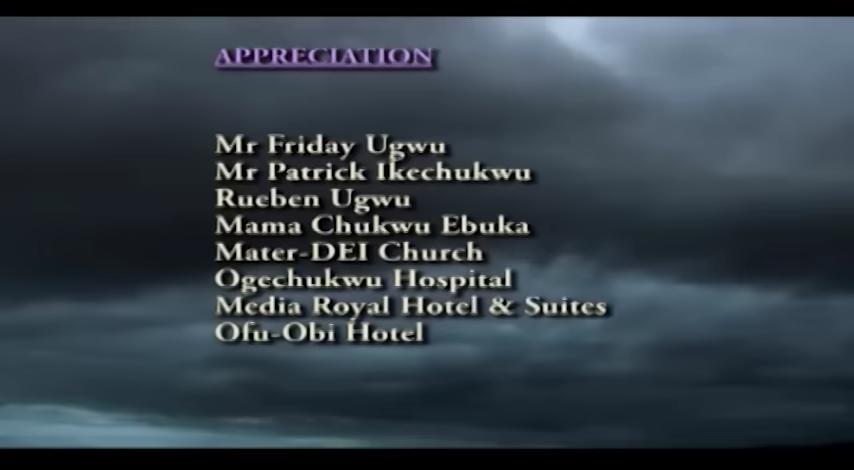 APPRECIATION
Mr Friday Ugwu
Mr Patrick Ikechukwu
Rueben Ugwu
Mama Chukwu Ebuka
Mater-DEI Church
Ogechukwu Hospital
Media Royal Hotel & Suites
Ofu-Obi Hotel